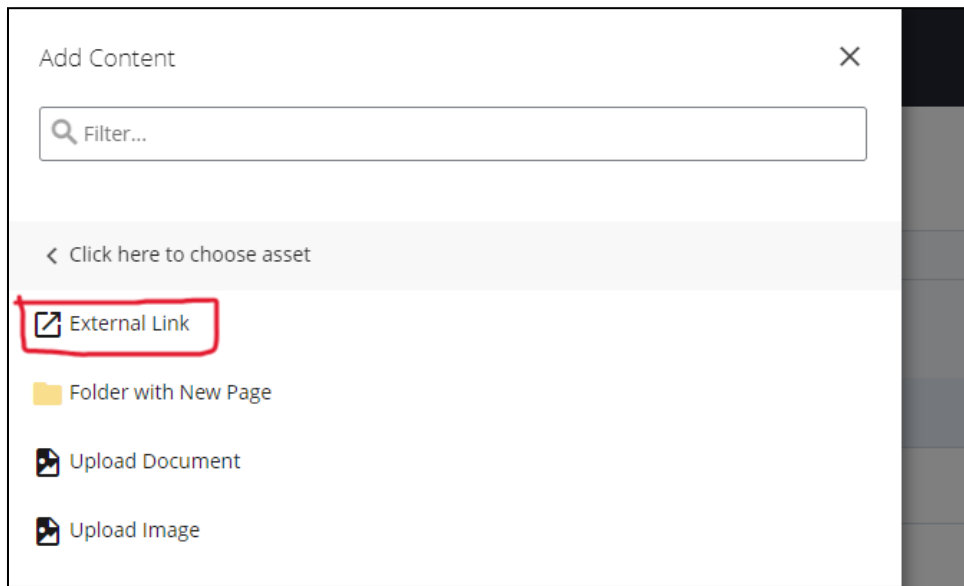 Add Content
Filter...
Click here to choose asset
External Link
Folder with New Page
Upload Document
Upload Image